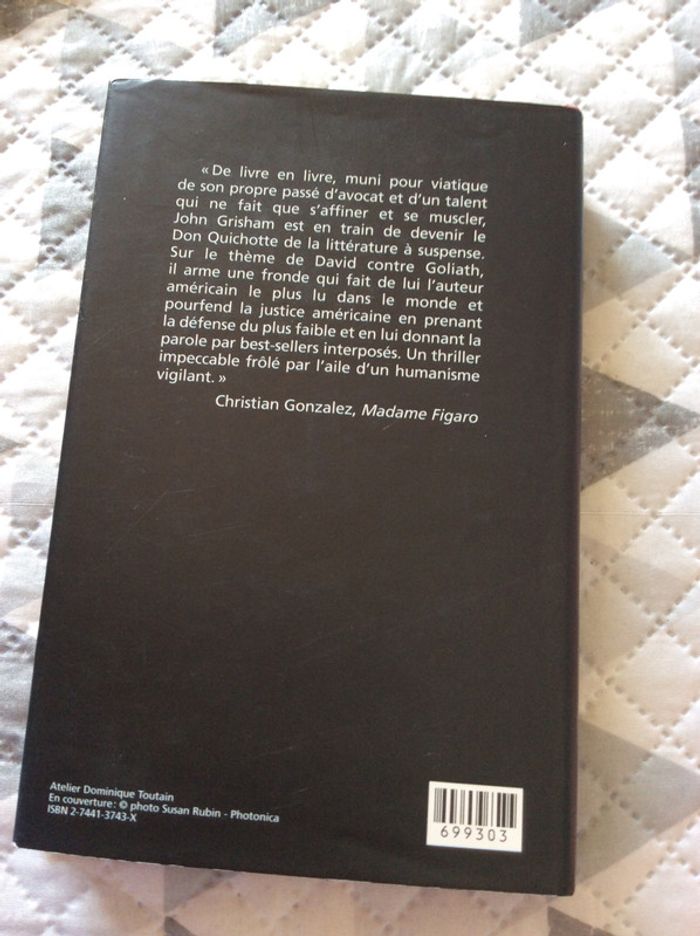 « De livre en livre, muni pour viatique
de son propre passé d'avocat et d'un talent
qui ne fait que s'affiner et se muscler,
John Grisham est en train de devenir le
Don Quichotte de la littérature à suspense.
Sur le thème de David contre Goliath,
il arme une fronde qui fait de lui l'auteur
américain le plus lu dans le monde et
pourfend la justice américaine en prenant
la défense du plus faible et en lui donnant la
parole par best-sellers interposés. Un thriller
impeccable frôlé par l'aile d'un humanisme
vigilant. »
Christian Gonzalez, Madame Figaro
Atelier Dominique Toutain
En couverture : © photo Susan Rubin - Photonica
ISBN 2-7441-3743-X
699303